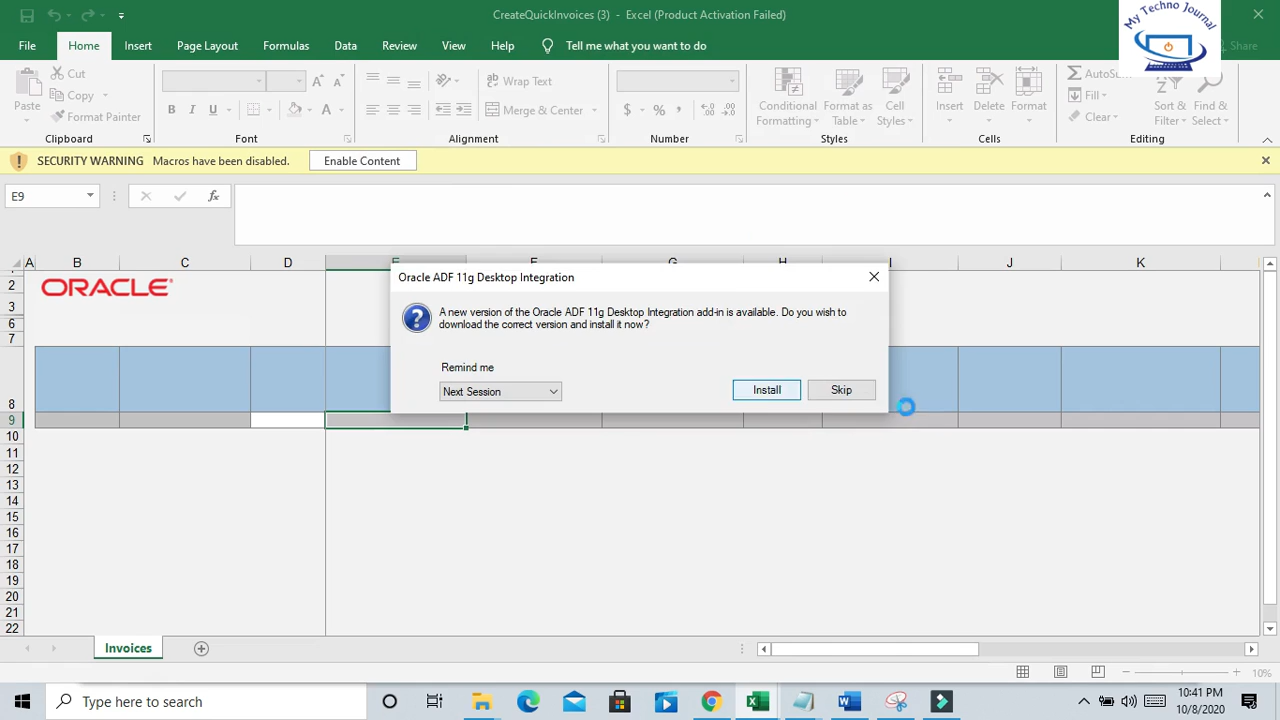 CreateQuickInvoices (3) - Excel (Product Activation Failed)
My Techno Journal
File Home Insert Page Layout Formulas Data Review View Help Tell me what you want to do Share
Paste
Cut
Copy
Format Painter
Clipboard
B I U
Font
Wrap Text
Merge & Center
Alignment
$ % ,
Number
Conditional Formatting
Format as Table
Cell Styles
Styles
Insert Delete Format
Cells
Fill
Clear
Sort & Filter
Find & Select
Editing
SECURITY WARNING Macros have been disabled. Enable Content
E9
fx
A B C D E F G H I J K
2
3
6
7
8
9
10
11
12
13
14
15
16
17
18
19
20
21
22
ORACLE
Oracle ADF 11g Desktop Integration
A new version of the Oracle ADF 11g Desktop Integration add-in is available. Do you wish to
download the correct version and install it now?
Remind me
Next Session
Install
Skip
Invoices
10%
Type here to search
10:41 PM
10/8/2020